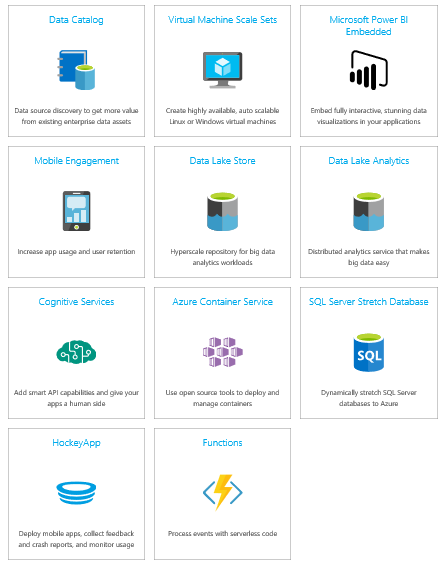 Data Catalog
Data source discovery to get more value
from existing enterprise data assets
Virtual Machine Scale Sets
Create highly available, auto scalable
Linux or Windows virtual machines
Microsoft Power BI
Embedded
Embed fully interactive, stunning data
visualizations in your applications
Mobile Engagement
Increase app usage and user retention
Data Lake Store
Hyperscale repository for big data
analytics workloads
Data Lake Analytics
Distributed analytics service that makes
big data easy
Cognitive Services
Add smart API capabilities and give your
apps a human side
Azure Container Service
Use open source tools to deploy and
manage containers
SQL Server Stretch Database
SQL
Dynamically stretch SQL Server
databases to Azure
HockeyApp
Deploy mobile apps, collect feedback
and crash reports, and monitor usage
Functions
Process events with serverless code